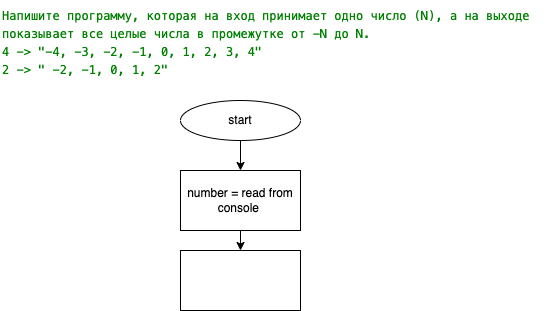 Напишите программу, которая на вход принимает одно число (N), а на выходе
показывает все целые числа в промежутке от -N до N.
4 -> "-4, -3, -2, -1, 0, 1, 2, 3, 4"
2 -> " -2, -1, 0, 1, 2"
start
number = read from
console